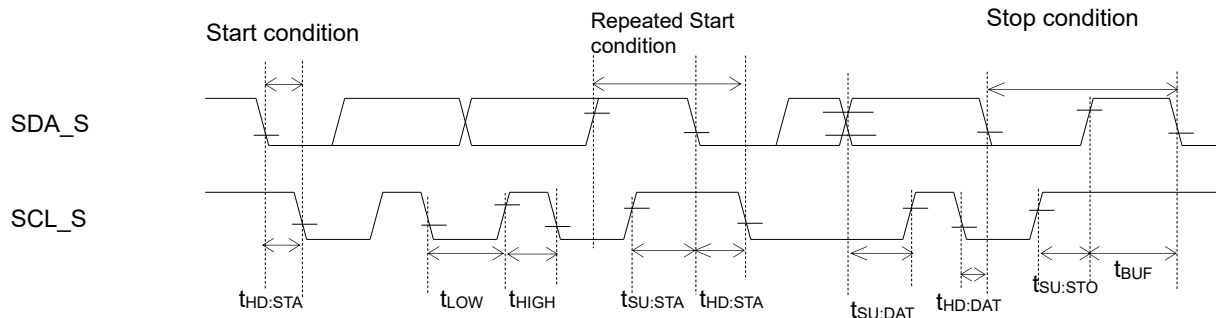 Start condition
Repeated Start
condition
Stop condition
SDA_S
SCL_S
tHD:STA
tLOW
tHIGH
tSU:STA
tHD:STA
tSU:DAT
tHD:DAT
tSU:STO
tBUF